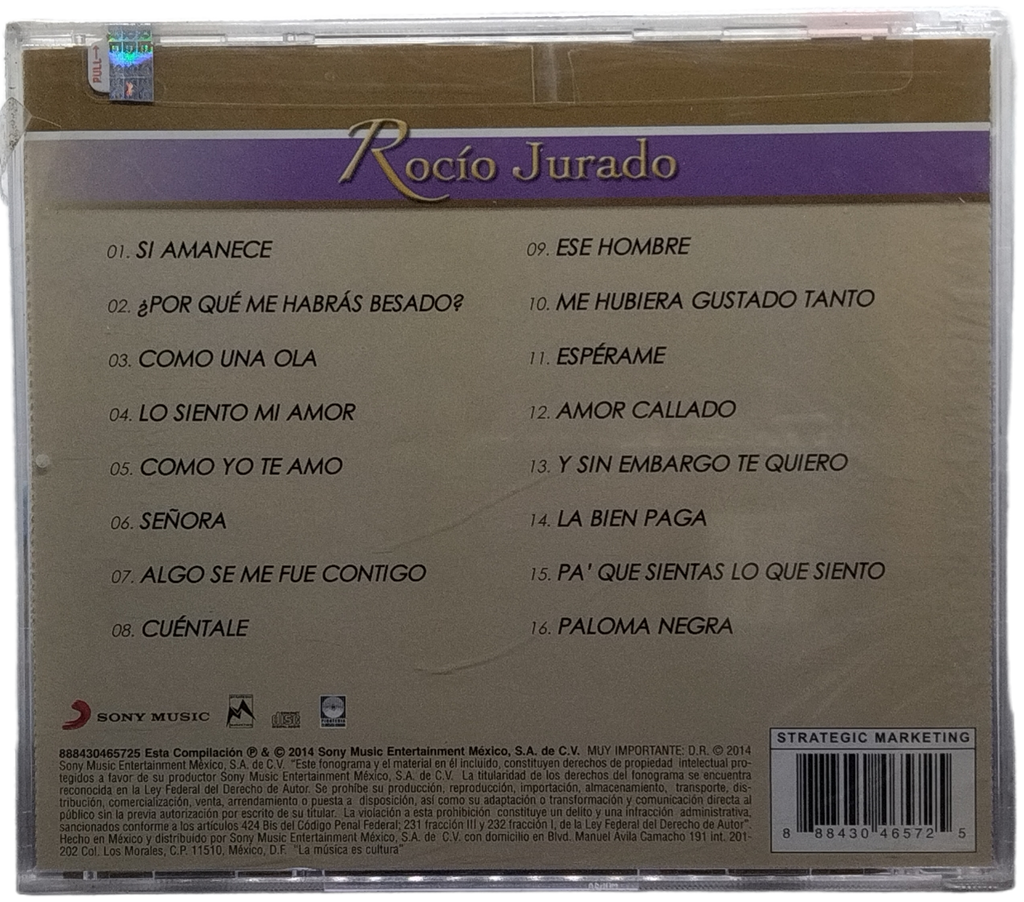 PULL→
Rocío Jurado
01. SI AMANECE
02. ¿POR QUÉ ME HABRÁS BESADO?
03. COMO UNA OLA
04. LO SIENTO MI AMOR
05. COMO YO TE AMO
06. SEÑORA
07. ALGO SE ME FUE CONTIGO
08. CUÉNTALE
09. ESE HOMBRE
10. ME HUBIERA GUSTADO TANTO
11. ESPÉRAME
12. AMOR CALLADO
13. Y SIN EMBARGO TE QUIERO
14. LA BIEN PAGA
15. PA' QUE SIENTAS LO QUE SIENTO
16. PALOMA NEGRA
SONY MUSIC
888430465725 Esta Compilación ℗ & © 2014 Sony Music Entertainment México, S.A. de C.V. MUY IMPORTANTE: D.R. © 2014
Sony Music Entertainment México, S.A. de C.V. "Este fonograma y el material en él incluido, constituyen derechos de propiedad intelectual pro-
tegidos a favor de su productor Sony Music Entertainment México, S.A. de C.V. La titularidad de los derechos del fonograma se encuentra
reconocida en la Ley Federal del Derecho de Autor. Se prohíbe su producción, reproducción, importación, almacenamiento, transporte, dis-
tribución, comercialización, venta, arrendamiento o puesta a disposición, así como su adaptación o transformación y comunicación directa al
público sin la previa autorización por escrito de su titular. La violación a esta prohibición constituye un delito y una infracción administrativa,
sancionados conforme a los artículos 424 Bis del Código Penal Federal; 231 fracción III y 232 fracción I, de la Ley Federal del Derecho de Autor".
Hecho en México y distribuido por Sony Music Entertainment México, S.A. de C.V. con domicilio en Blvd. Manuel Ávila Camacho 191 int. 201-
202 Col. Los Morales, C.P. 11510, México, D.F. "La música es cultura"
STRATEGIC MARKETING
8 88430 46572 5